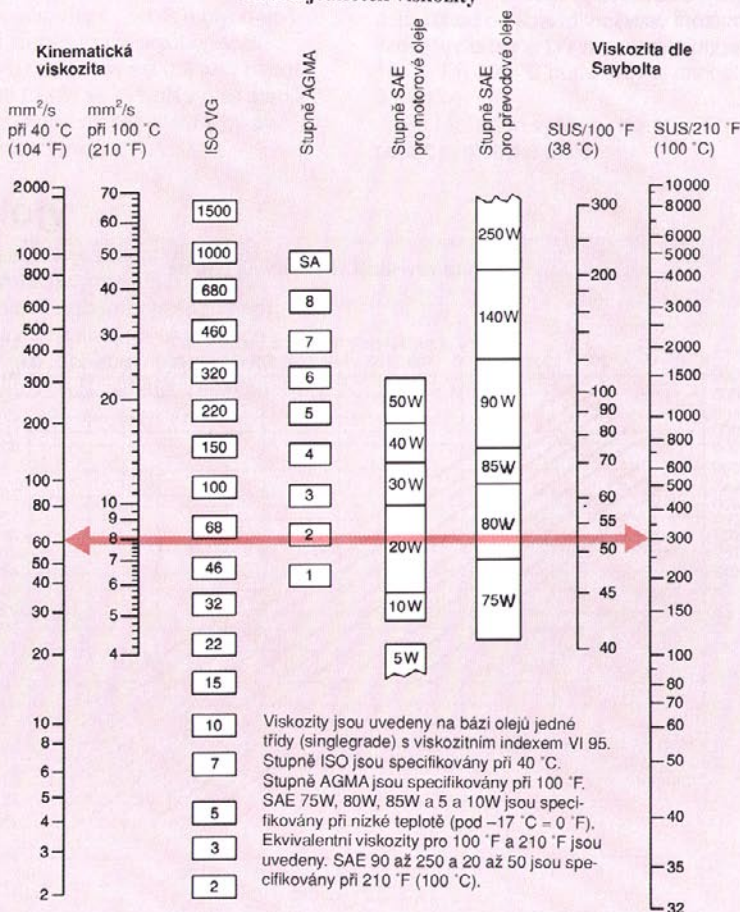 Kinematická
viskozita
mm²/s
při 40 °C
(104 °F)
mm²/s
při 100 °C
(210 °F)
ISO VG
Stupně AGMA
Stupně SAE
pro motorové oleje
Stupně SAE
pro převodové oleje
Viskozita dle
Saybolta
SUS/100 °F
(38 °C)
SUS/210 °F
(100 °C)
2000
1000
800
600
500
400
300
200
100
80
60
50
40
30
20
10
8
6
5
4
3
2
70
60
50
40
30
20
10
9
8
7
6
5
4
1500
1000
680
460
320
220
150
100
68
46
32
22
15
10
7
5
3
2
SA
8
7
6
5
4
3
2
1
50W
40W
30W
20W
10W
5W
250W
140W
90W
85W
80W
75W
300
200
100
90
80
70
60
55
50
45
40
10000
8000
6000
5000
4000
3000
2000
1500
1000
800
600
500
400
300
200
150
100
80
70
60
50
40
35
32
Viskozity jsou uvedeny na bázi olejů jedné
třídy (singlegrade) s viskozitním indexem VI 95.
Stupně ISO jsou specifikovány při 40 °C.
Stupně AGMA jsou specifikovány při 100 °F.
SAE 75W, 80W, 85W a 5 a 10W jsou speci-
fikovány při nízké teplotě (pod –17 °C = 0 °F).
Ekvivalentní viskozity pro 100 °F a 210 °F jsou
uvedeny. SAE 90 až 250 a 20 až 50 jsou spe-
cifikovány při 210 °F (100 °C).